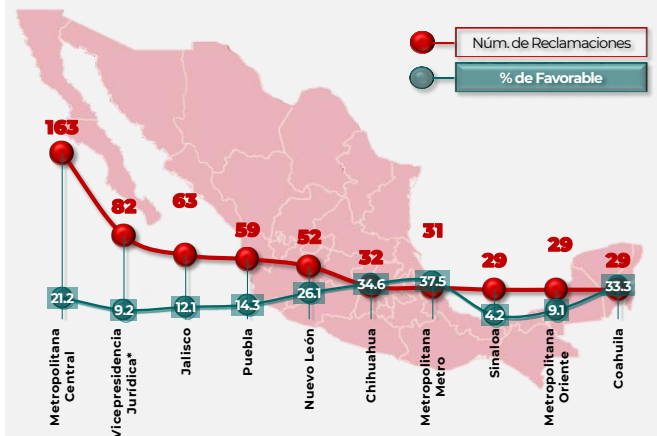 Núm. de Reclamaciones
% de Favorable
163
82
63
59
52
32
31
29
29
29
21.2
9.2
12.1
14.3
26.1
34.6
37.5
4.2
9.1
33.3
Metropolitana
Central
Vicepresidencia
Jurídica*
Jalisco
Puebla
Nuevo León
Chihuahua
Metropolitana
Metro
Sinaloa
Metropolitana
Oriente
Coahuila